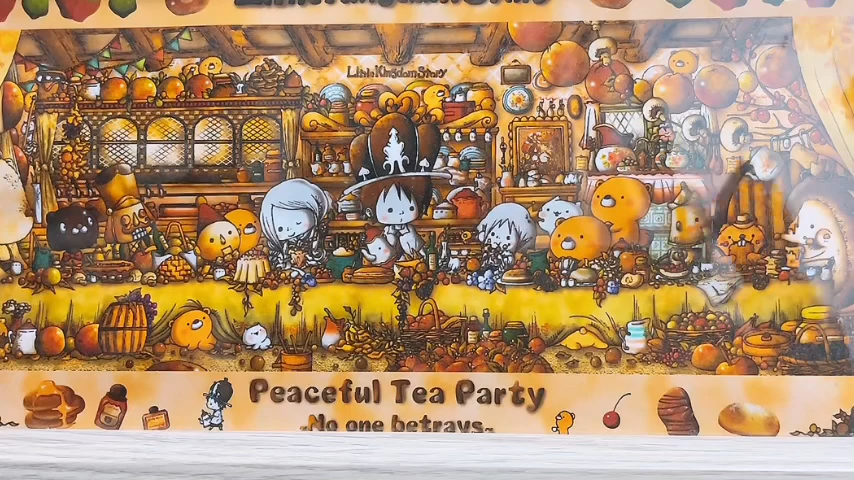 Little Kingdom Story
Peaceful Tea Party
~No one betrays~